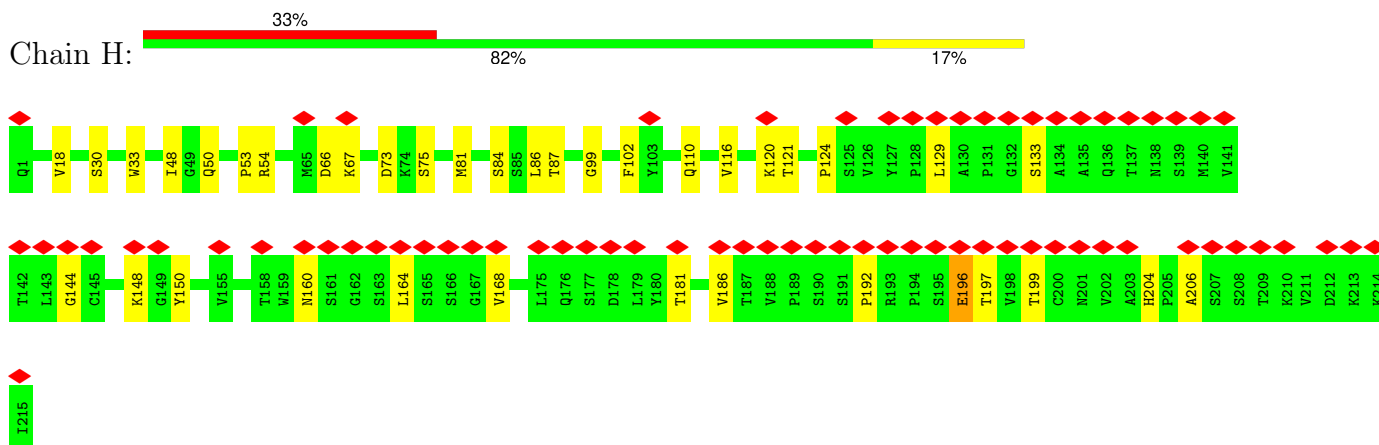 33%
Chain H:
82% 17%
Q1 V18 S30 W33 I48 G49 Q50 P53 R54 M65 D66 K67 D73 K74 S75 M81 S84 S85 L86 T87 G99 F102 Y103 Q110 V116 K120 T121 P124 S125 V126 Y127 P128 L129 A130 P131 G132 S133 A134 A135 Q136 T137 N138 S139 M140 V141
T142 L143 G144 C145 K148 G149 Y150 V155 T158 W159 N160 S161 G162 S163 L164 S165 S166 G167 V168 L175 Q176 S177 D178 L179 Y180 T181 V186 T187 V188 P189 S190 S191 P192 R193 P194 S195 E196 T197 V198 T199 C200 N201 V202 A203 H204 P205 A206 S207 S208 T209 K210 V211 D212 K213 K214
I215